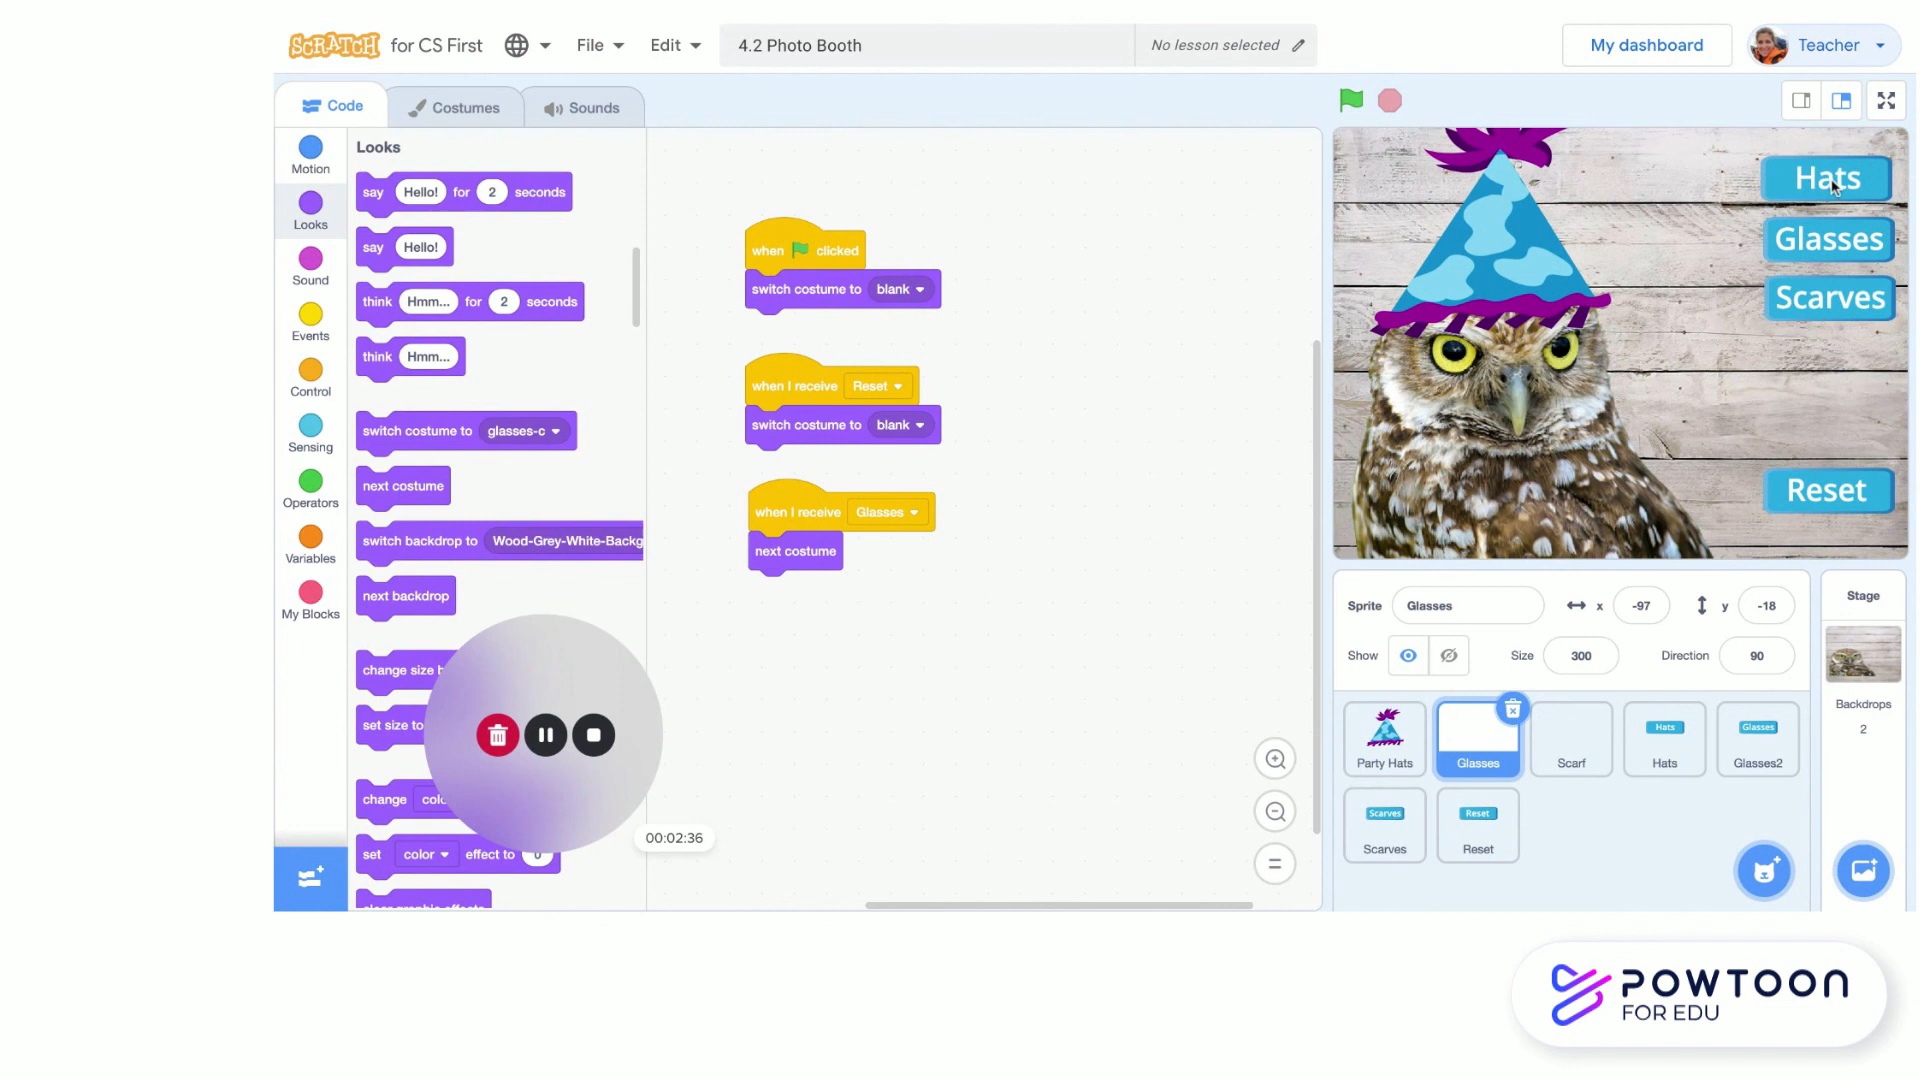 SCRATCH for CS First File Edit 4.2 Photo Booth No lesson selected My dashboard Teacher
Code Costumes Sounds
Motion
Looks
Sound
Events
Control
Sensing
Operators
Variables
My Blocks
Looks
say Hello! for 2 seconds
say Hello!
think Hmm... for 2 seconds
think Hmm...
switch costume to glasses-c
next costume
switch backdrop to Wood-Grey-White-Backg
next backdrop
change size
set size to
change
set color effect to 0
clear graphic effects
00:02:36
when clicked
switch costume to blank
when I receive Reset
switch costume to blank
when I receive Glasses
next costume
Hats
Glasses
Scarves
Reset
Sprite Glasses x -97 y -18
Show Size 300 Direction 90
Hats Glasses
Party Hats Glasses Scarf Hats Glasses2
Scarves Reset
Scarves Reset
Stage
Backdrops
2
POWTOON
FOR EDU